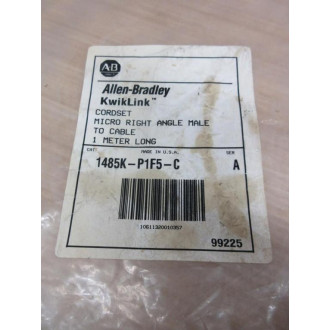 AB
Allen-Bradley
KwikLink™
CORDSET
MICRO RIGHT ANGLE MALE
TO CABLE
1 METER LONG
CAT. MADE IN U.S.A. SER
1485K-P1F5-C A
99225